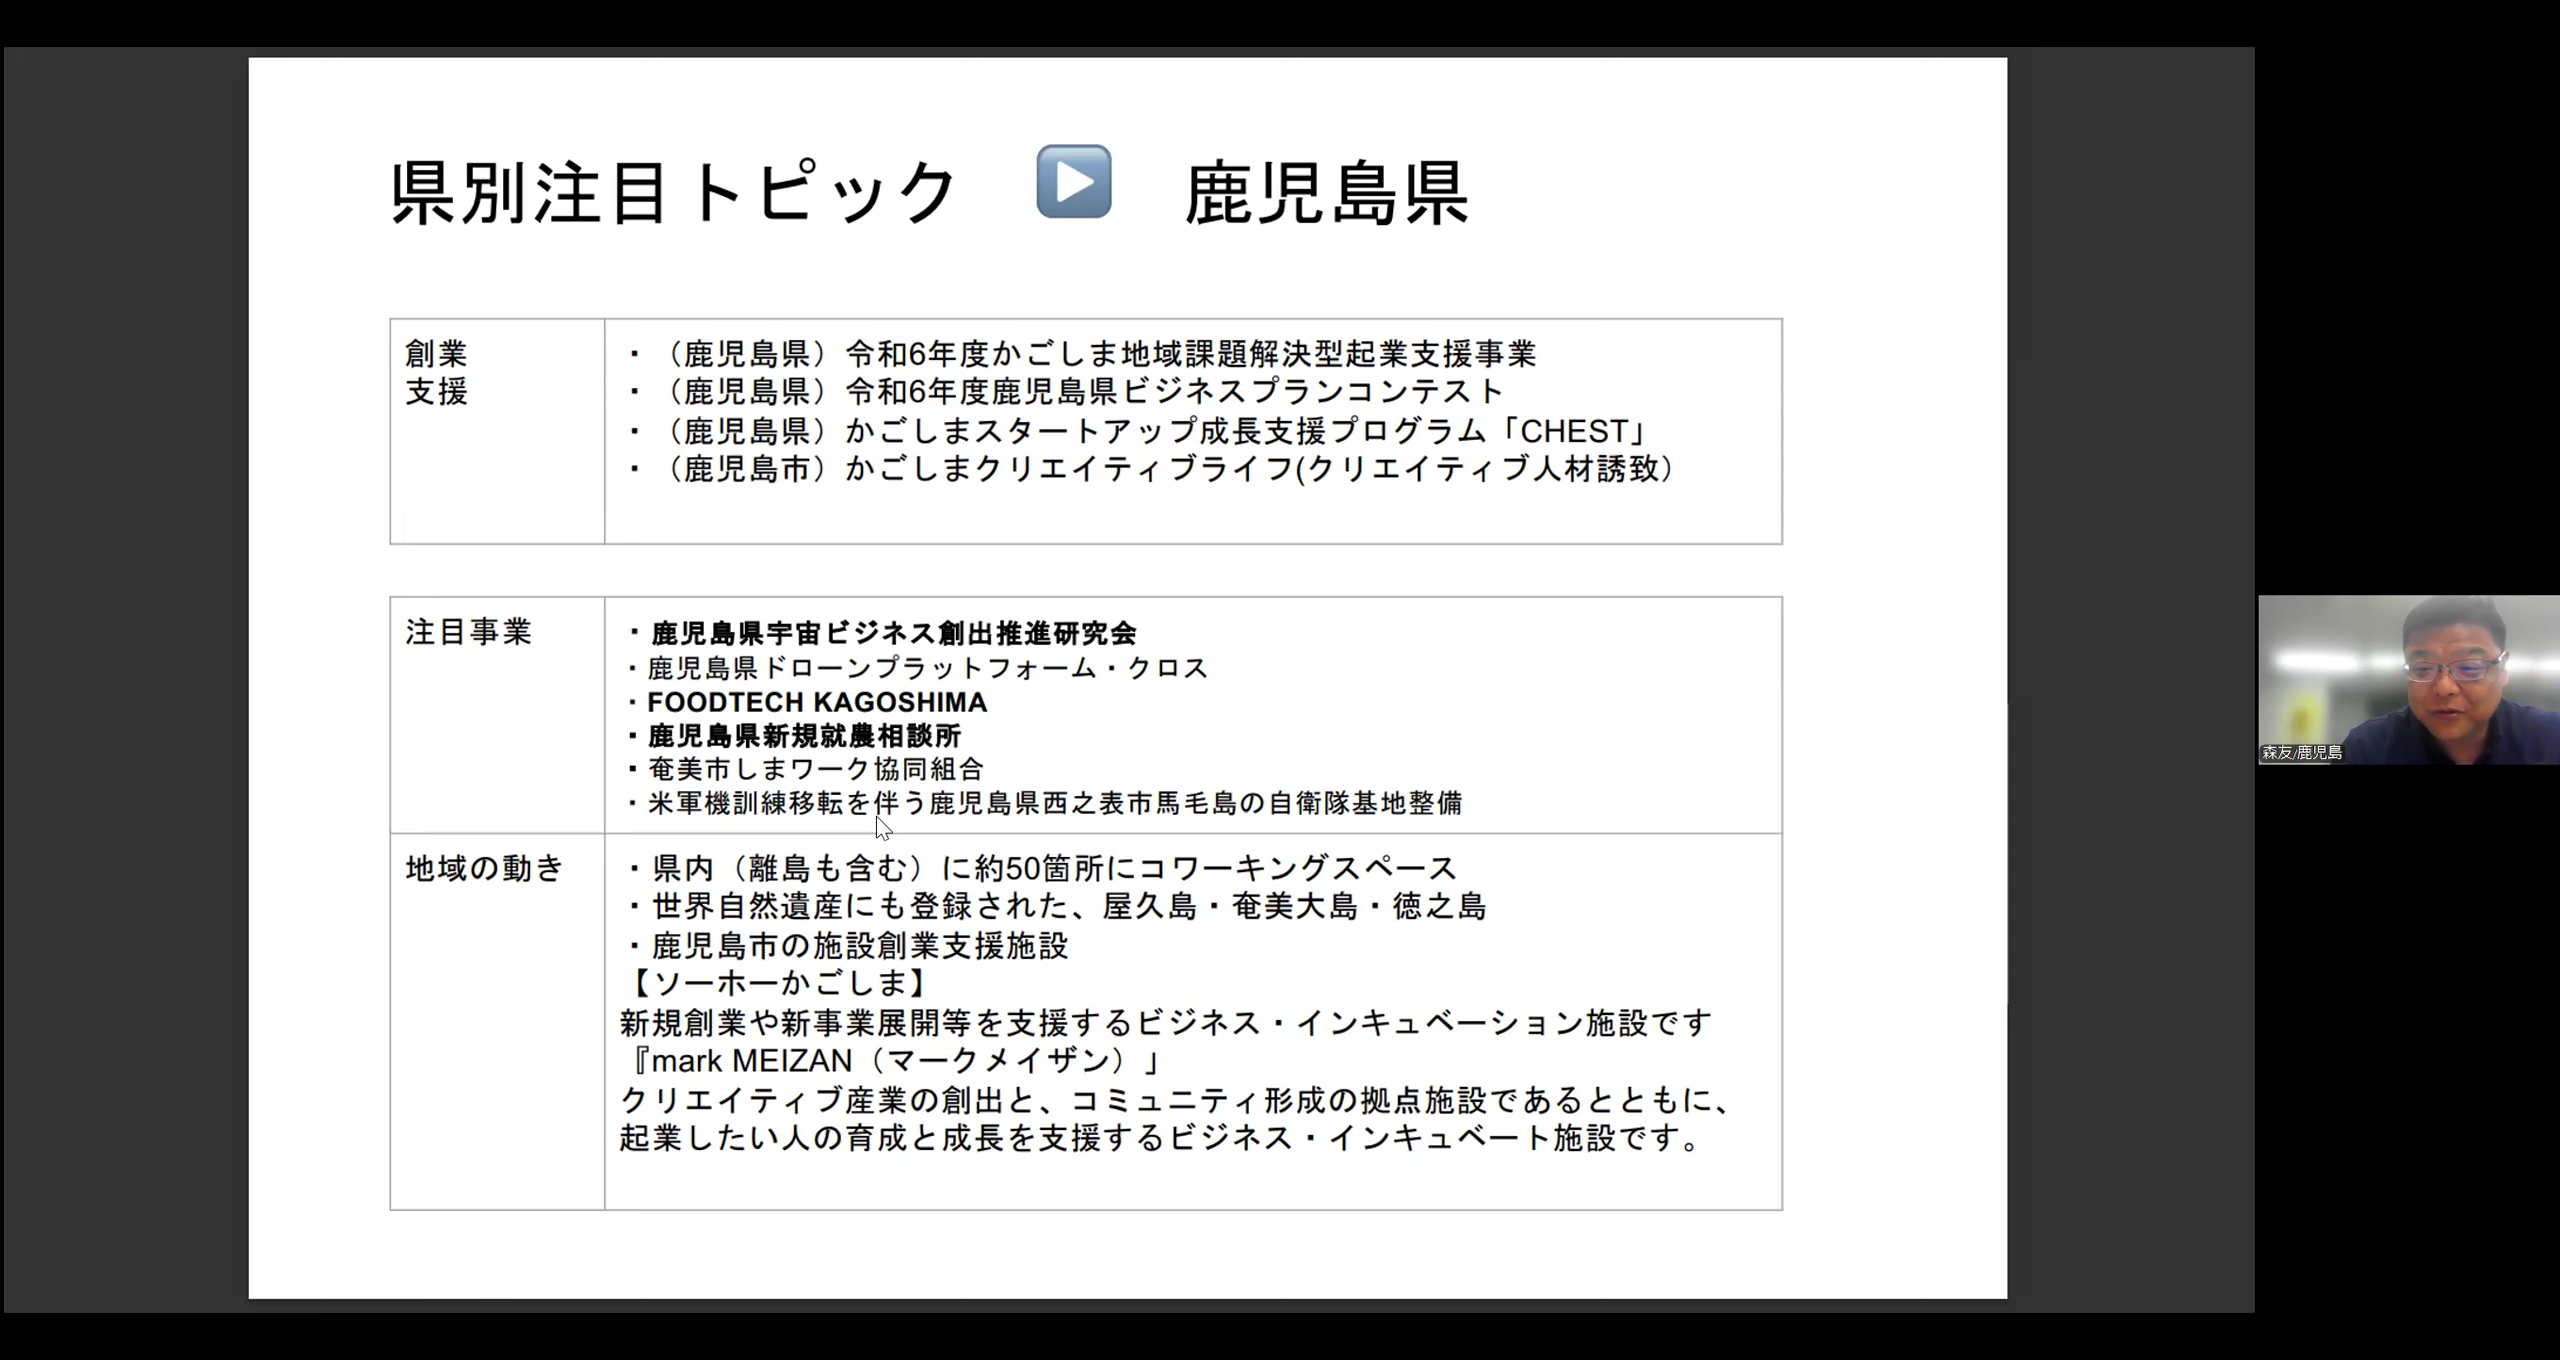 県別注目トピック ▶ 鹿児島県
創業
支援
・（鹿児島県）令和6年度かごしま地域課題解決型起業支援事業
・（鹿児島県）令和6年度鹿児島県ビジネスプランコンテスト
・（鹿児島県）かごしまスタートアップ成長支援プログラム「CHEST」
・（鹿児島市）かごしまクリエイティブライフ(クリエイティブ人材誘致）
注目事業
・鹿児島県宇宙ビジネス創出推進研究会
・鹿児島県ドローンプラットフォーム・クロス
・FOODTECH KAGOSHIMA
・鹿児島県新規就農相談所
・奄美市しまワーク協同組合
・米軍機訓練移転を伴う鹿児島県西之表市馬毛島の自衛隊基地整備
地域の動き
・県内（離島も含む）に約50箇所にコワーキングスペース
・世界自然遺産にも登録された、屋久島・奄美大島・徳之島
・鹿児島市の施設創業支援施設
【ソーホーかごしま】
新規創業や新事業展開等を支援するビジネス・インキュベーション施設です
『mark MEIZAN（マークメイザン）」
クリエイティブ産業の創出と、コミュニティ形成の拠点施設であるとともに、
起業したい人の育成と成長を支援するビジネス・インキュベート施設です。
森友/鹿児島